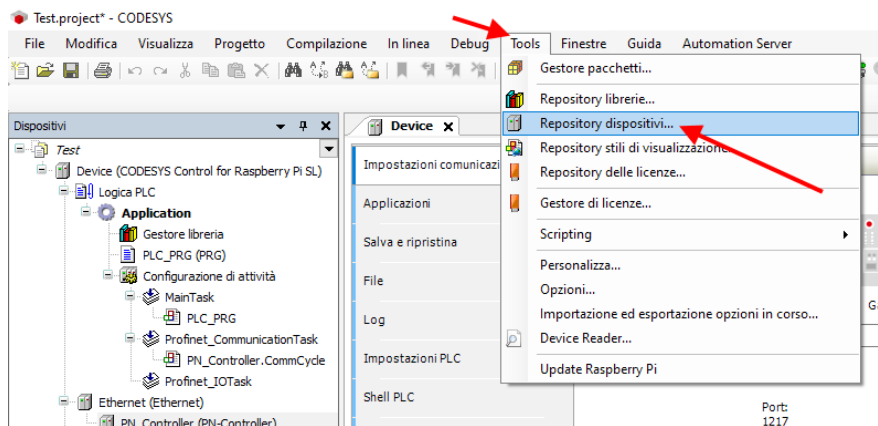 Test.project* - CODESYS
File Modifica Visualizza Progetto Compilazione In linea Debug Tools Finestre Guida Automation Server
Dispositivi
Test
Device (CODESYS Control for Raspberry Pi SL)
Logica PLC
Application
Gestore libreria
PLC_PRG (PRG)
Configurazione di attività
MainTask
PLC_PRG
Profinet_CommunicationTask
PN_Controller.CommCycle
Profinet_IOTask
Ethernet (Ethernet)
PN_Controller (PN-Controller)
Device
Impostazioni comunicazi
Applicazioni
Salva e ripristina
File
Log
Impostazioni PLC
Shell PLC
Gestore pacchetti...
Repository librerie...
Repository dispositivi...
Repository stili di visualizzazione
Repository delle licenze...
Gestore di licenze...
Scripting
Personalizza...
Opzioni...
Importazione ed esportazione opzioni in corso...
Device Reader...
Update Raspberry Pi
Port:
1217